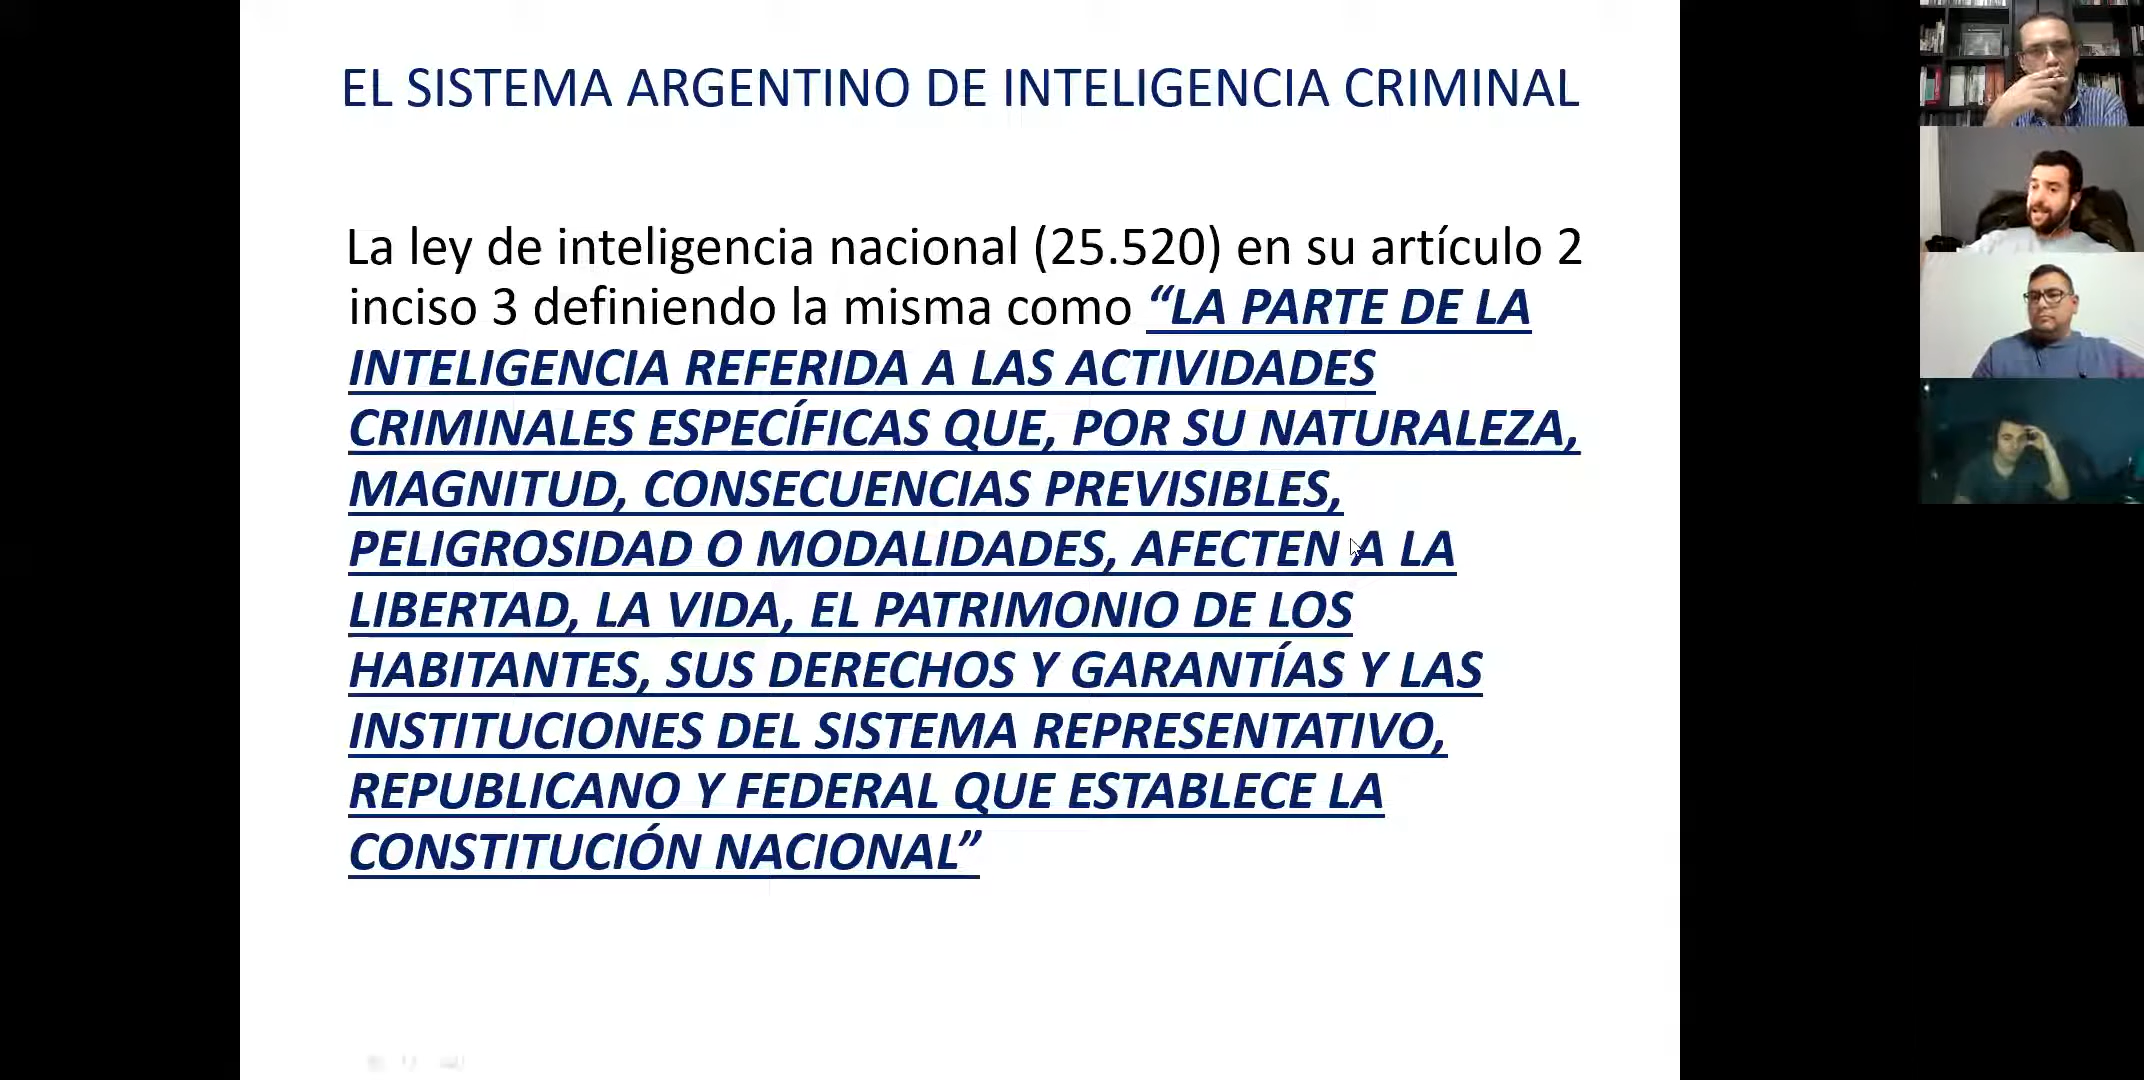 EL SISTEMA ARGENTINO DE INTELIGENCIA CRIMINAL
La ley de inteligencia nacional (25.520) en su artículo 2
inciso 3 definiendo la misma como “LA PARTE DE LA
INTELIGENCIA REFERIDA A LAS ACTIVIDADES
CRIMINALES ESPECÍFICAS QUE, POR SU NATURALEZA,
MAGNITUD, CONSECUENCIAS PREVISIBLES,
PELIGROSIDAD O MODALIDADES, AFECTEN A LA
LIBERTAD, LA VIDA, EL PATRIMONIO DE LOS
HABITANTES, SUS DERECHOS Y GARANTÍAS Y LAS
INSTITUCIONES DEL SISTEMA REPRESENTATIVO,
REPUBLICANO Y FEDERAL QUE ESTABLECE LA
CONSTITUCIÓN NACIONAL”